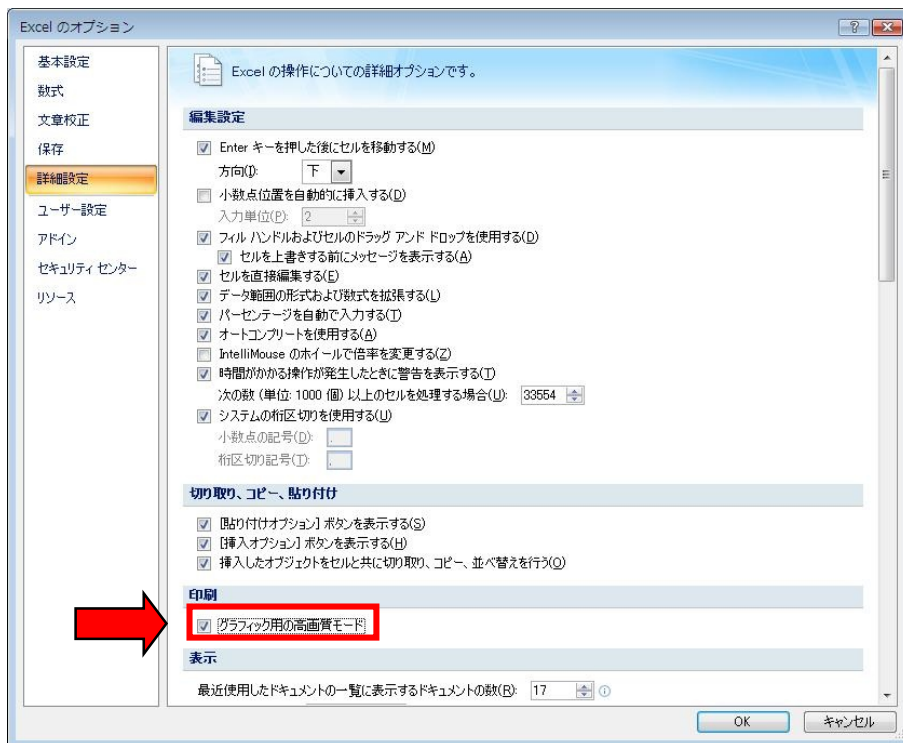 Excel のオプション
基本設定
数式
文章校正
保存
詳細設定
ユーザー設定
アドイン
セキュリティ センター
リソース
Excel の操作についての詳細オプションです。
編集設定
Enter キーを押した後にセルを移動する(M)
方向(I): 下
小数点位置を自動的に挿入する(D)
入力単位(P): 2
フィル ハンドルおよびセルのドラッグ アンド ドロップを使用する(D)
セルを上書きする前にメッセージを表示する(A)
セルを直接編集する(E)
データ範囲の形式および数式を拡張する(L)
パーセンテージを自動で入力する(T)
オートコンプリートを使用する(A)
IntelliMouse のホイールで倍率を変更する(Z)
時間がかかる操作が発生したときに警告を表示する(T)
次の数 (単位: 1000 個) 以上のセルを処理する場合(U): 33554
システムの桁区切りを使用する(U)
小数点の記号(D): .
桁区切り記号(T): ,
切り取り、コピー、貼り付け
[貼り付けオプション] ボタンを表示する(S)
[挿入オプション] ボタンを表示する(H)
挿入したオブジェクトをセルと共に切り取り、コピー、並べ替えを行う(O)
印刷
グラフィック用の高画質モード
表示
最近使用したドキュメントの一覧に表示するドキュメントの数(R): 17
OK
キャンセル